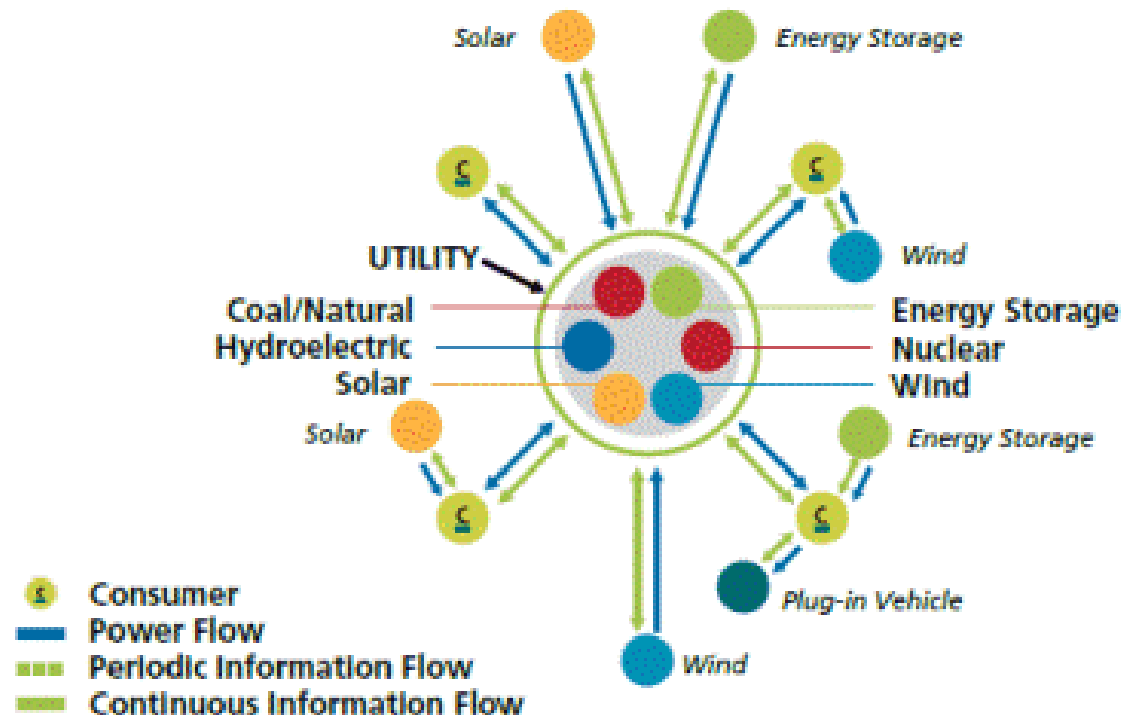 Solar
Energy Storage
C
C
UTILITY
Wind
Coal/Natural
Energy Storage
Hydroelectric
Nuclear
Solar
Wind
Solar
Energy Storage
C
C
Plug-in Vehicle
Wind
C Consumer
Power Flow
Periodic Information Flow
Continuous Information Flow